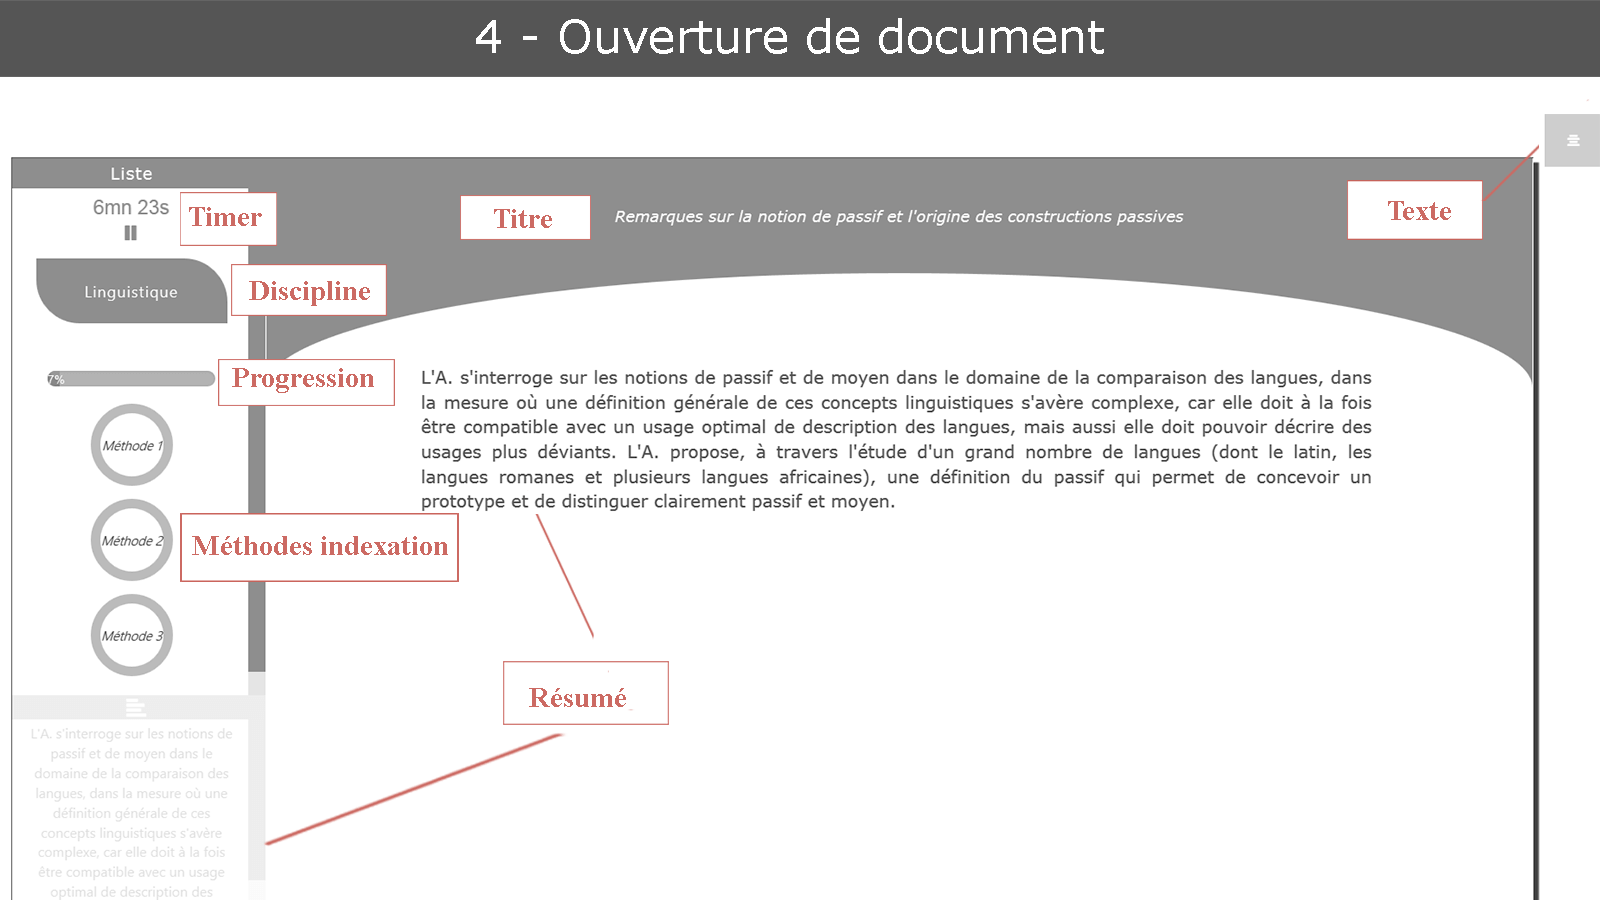 4 - Ouverture de document
Liste
6mn 23s
Timer
Titre
Remarques sur la notion de passif et l'origine des constructions passives
Texte
Linguistique
Discipline
7%
Progression
L'A. s'interroge sur les notions de passif et de moyen dans le domaine de la comparaison des langues, dans
la mesure où une définition générale de ces concepts linguistiques s'avère complexe, car elle doit à la fois
être compatible avec un usage optimal de description des langues, mais aussi elle doit pouvoir décrire des
usages plus déviants. L'A. propose, à travers l'étude d'un grand nombre de langues (dont le latin, les
langues romanes et plusieurs langues africaines), une définition du passif qui permet de concevoir un
prototype et de distinguer clairement passif et moyen.
Méthode 1
Méthode 2
Méthodes indexation
Méthode 3
Résumé
L'A. s'interroge sur les notions de
passif et de moyen dans le
domaine de la comparaison des
langues, dans la mesure où une
définition générale de ces
concepts linguistiques s'avère
complexe, car elle doit à la fois
être compatible avec un usage
optimal de description des